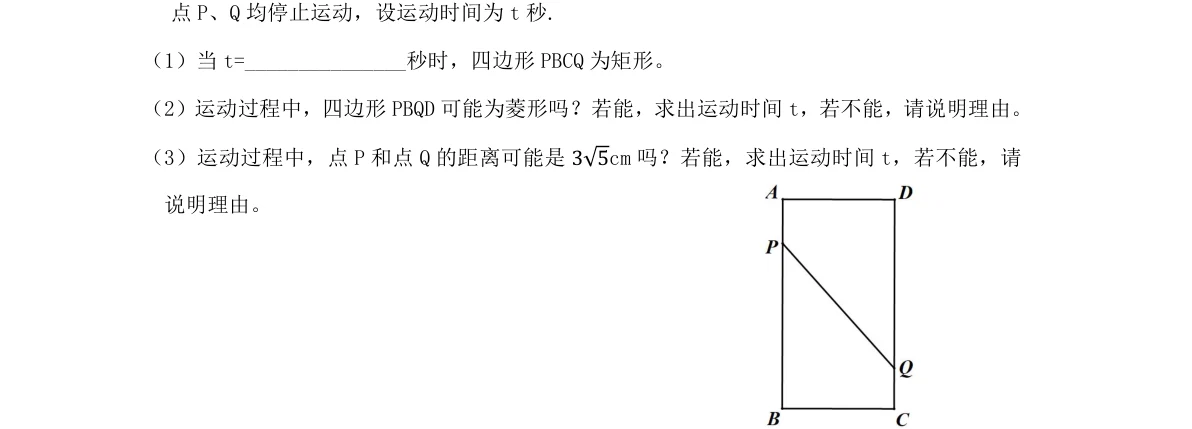 点 P、Q 均停止运动，设运动时间为 t 秒.
（1）当 t=_______________秒时，四边形 PBCQ 为矩形。
（2）运动过程中，四边形 PBQD 可能为菱形吗？若能，求出运动时间 t，若不能，请说明理由。
（3）运动过程中，点 P 和点 Q 的距离可能是 3√5cm 吗？若能，求出运动时间 t，若不能，请
说明理由。
A D
P
Q
B C